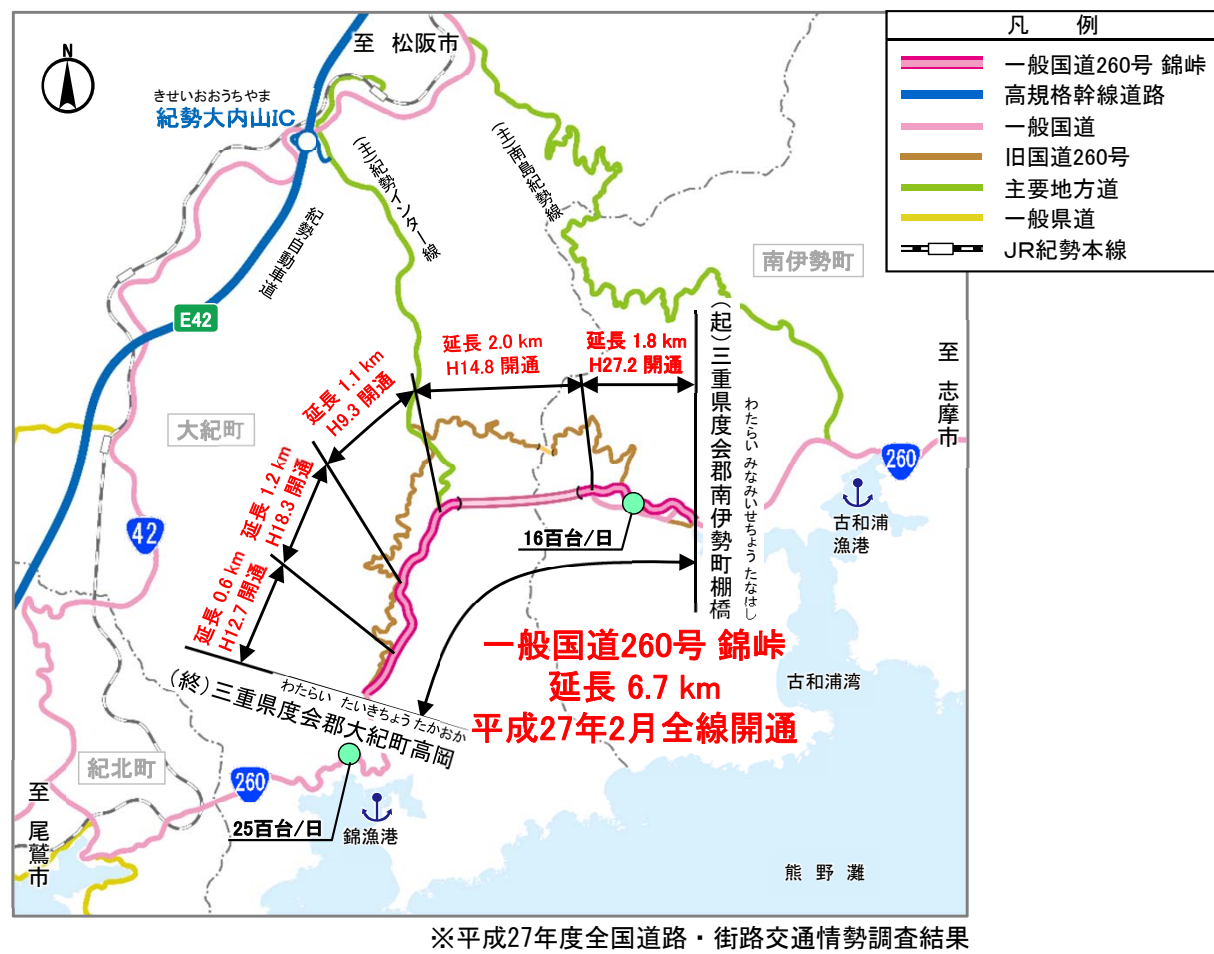 凡 例
一般国道260号 錦峠
高規格幹線道路
一般国道
旧国道260号
主要地方道
一般県道
JR紀勢本線
N
至 松阪市
きせいおおうちやま
紀勢大内山IC
(主)紀勢インター線
(主)南島紀勢線
紀勢自動車道
E42
南伊勢町
大紀町
延長 2.0 km
H14.8 開通
延長 1.8 km
H27.2 開通
延長 1.1 km
H9.3 開通
延長 1.2 km
H18.3 開通
延長 0.6 km
H12.7 開通
(起)三重県度会郡南伊勢町棚橋
わたらい みなみいせちょう たなはし
至 志摩市
260
古和浦
漁港
42
16百台/日
一般国道260号 錦峠
延長 6.7 km
平成27年2月全線開通
古和浦湾
わたらい たいきちょう たかおか
(終)三重県度会郡大紀町高岡
紀北町
260
25百台/日
錦漁港
至 尾鷲市
熊野灘
※平成27年度全国道路・街路交通情勢調査結果